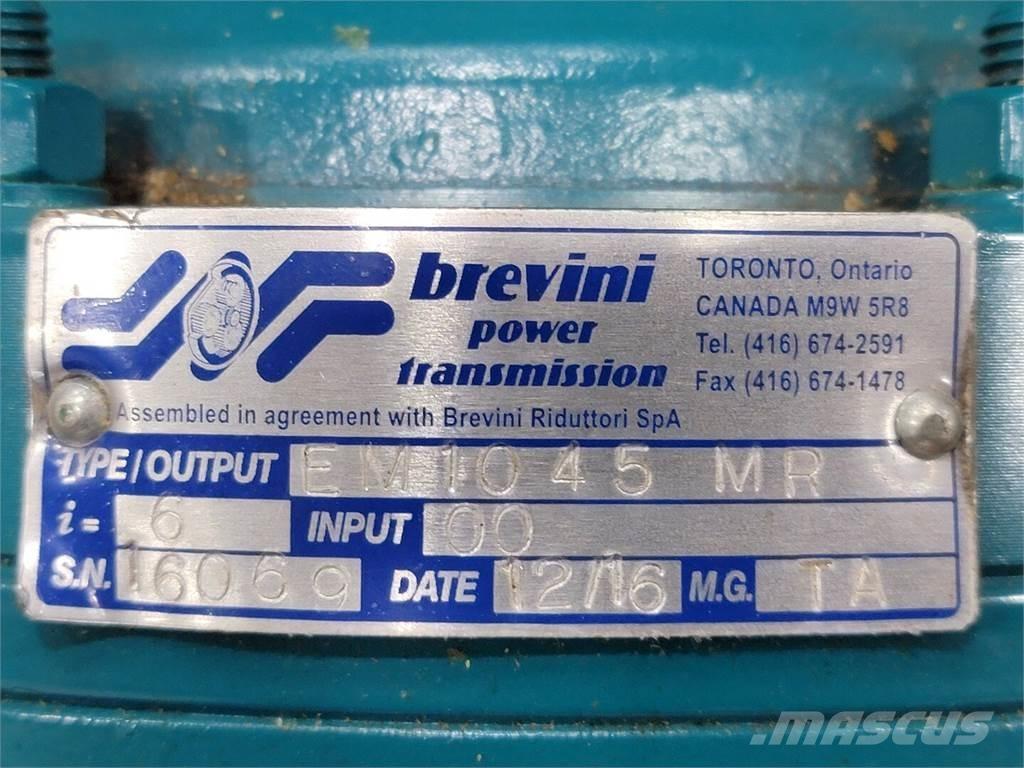 brevini
power
transmission
TORONTO, Ontario
CANADA M9W 5R8
Tel. (416) 674-2591
Fax (416) 674-1478
Assembled in agreement with Brevini Riduttori SpA
TYPE/OUTPUT EM1045 MR
i= 6 INPUT 00
S.N. 16069 DATE 12/16 M.G. TA
MASCUS